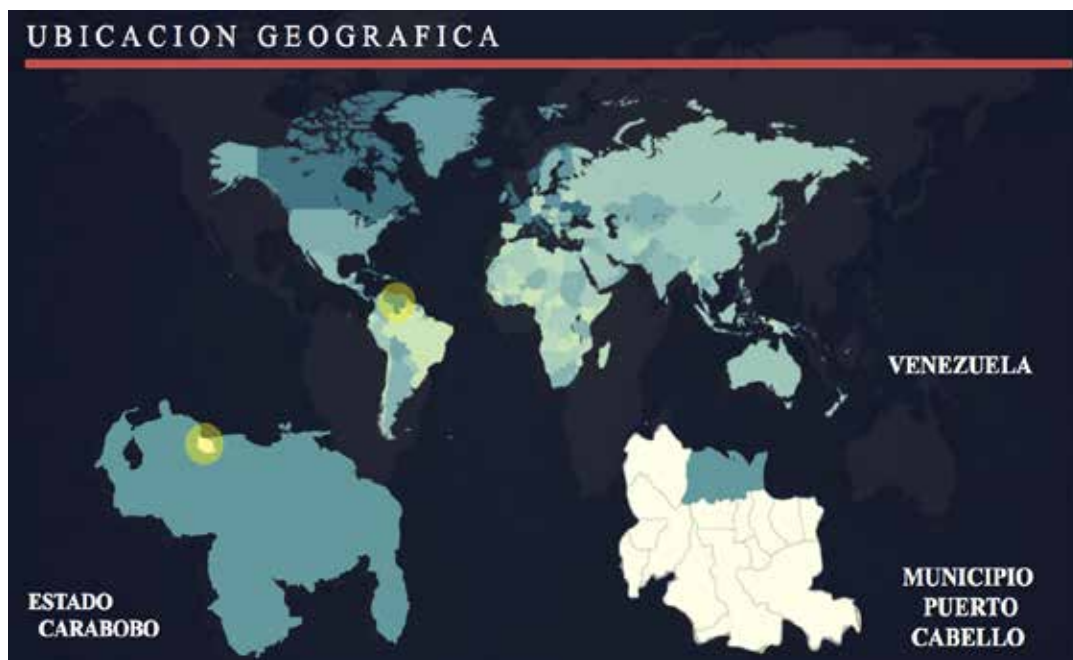 UBICACION GEOGRAFICA
VENEZUELA
ESTADO
CARABOBO
MUNICIPIO
PUERTO
CABELLO